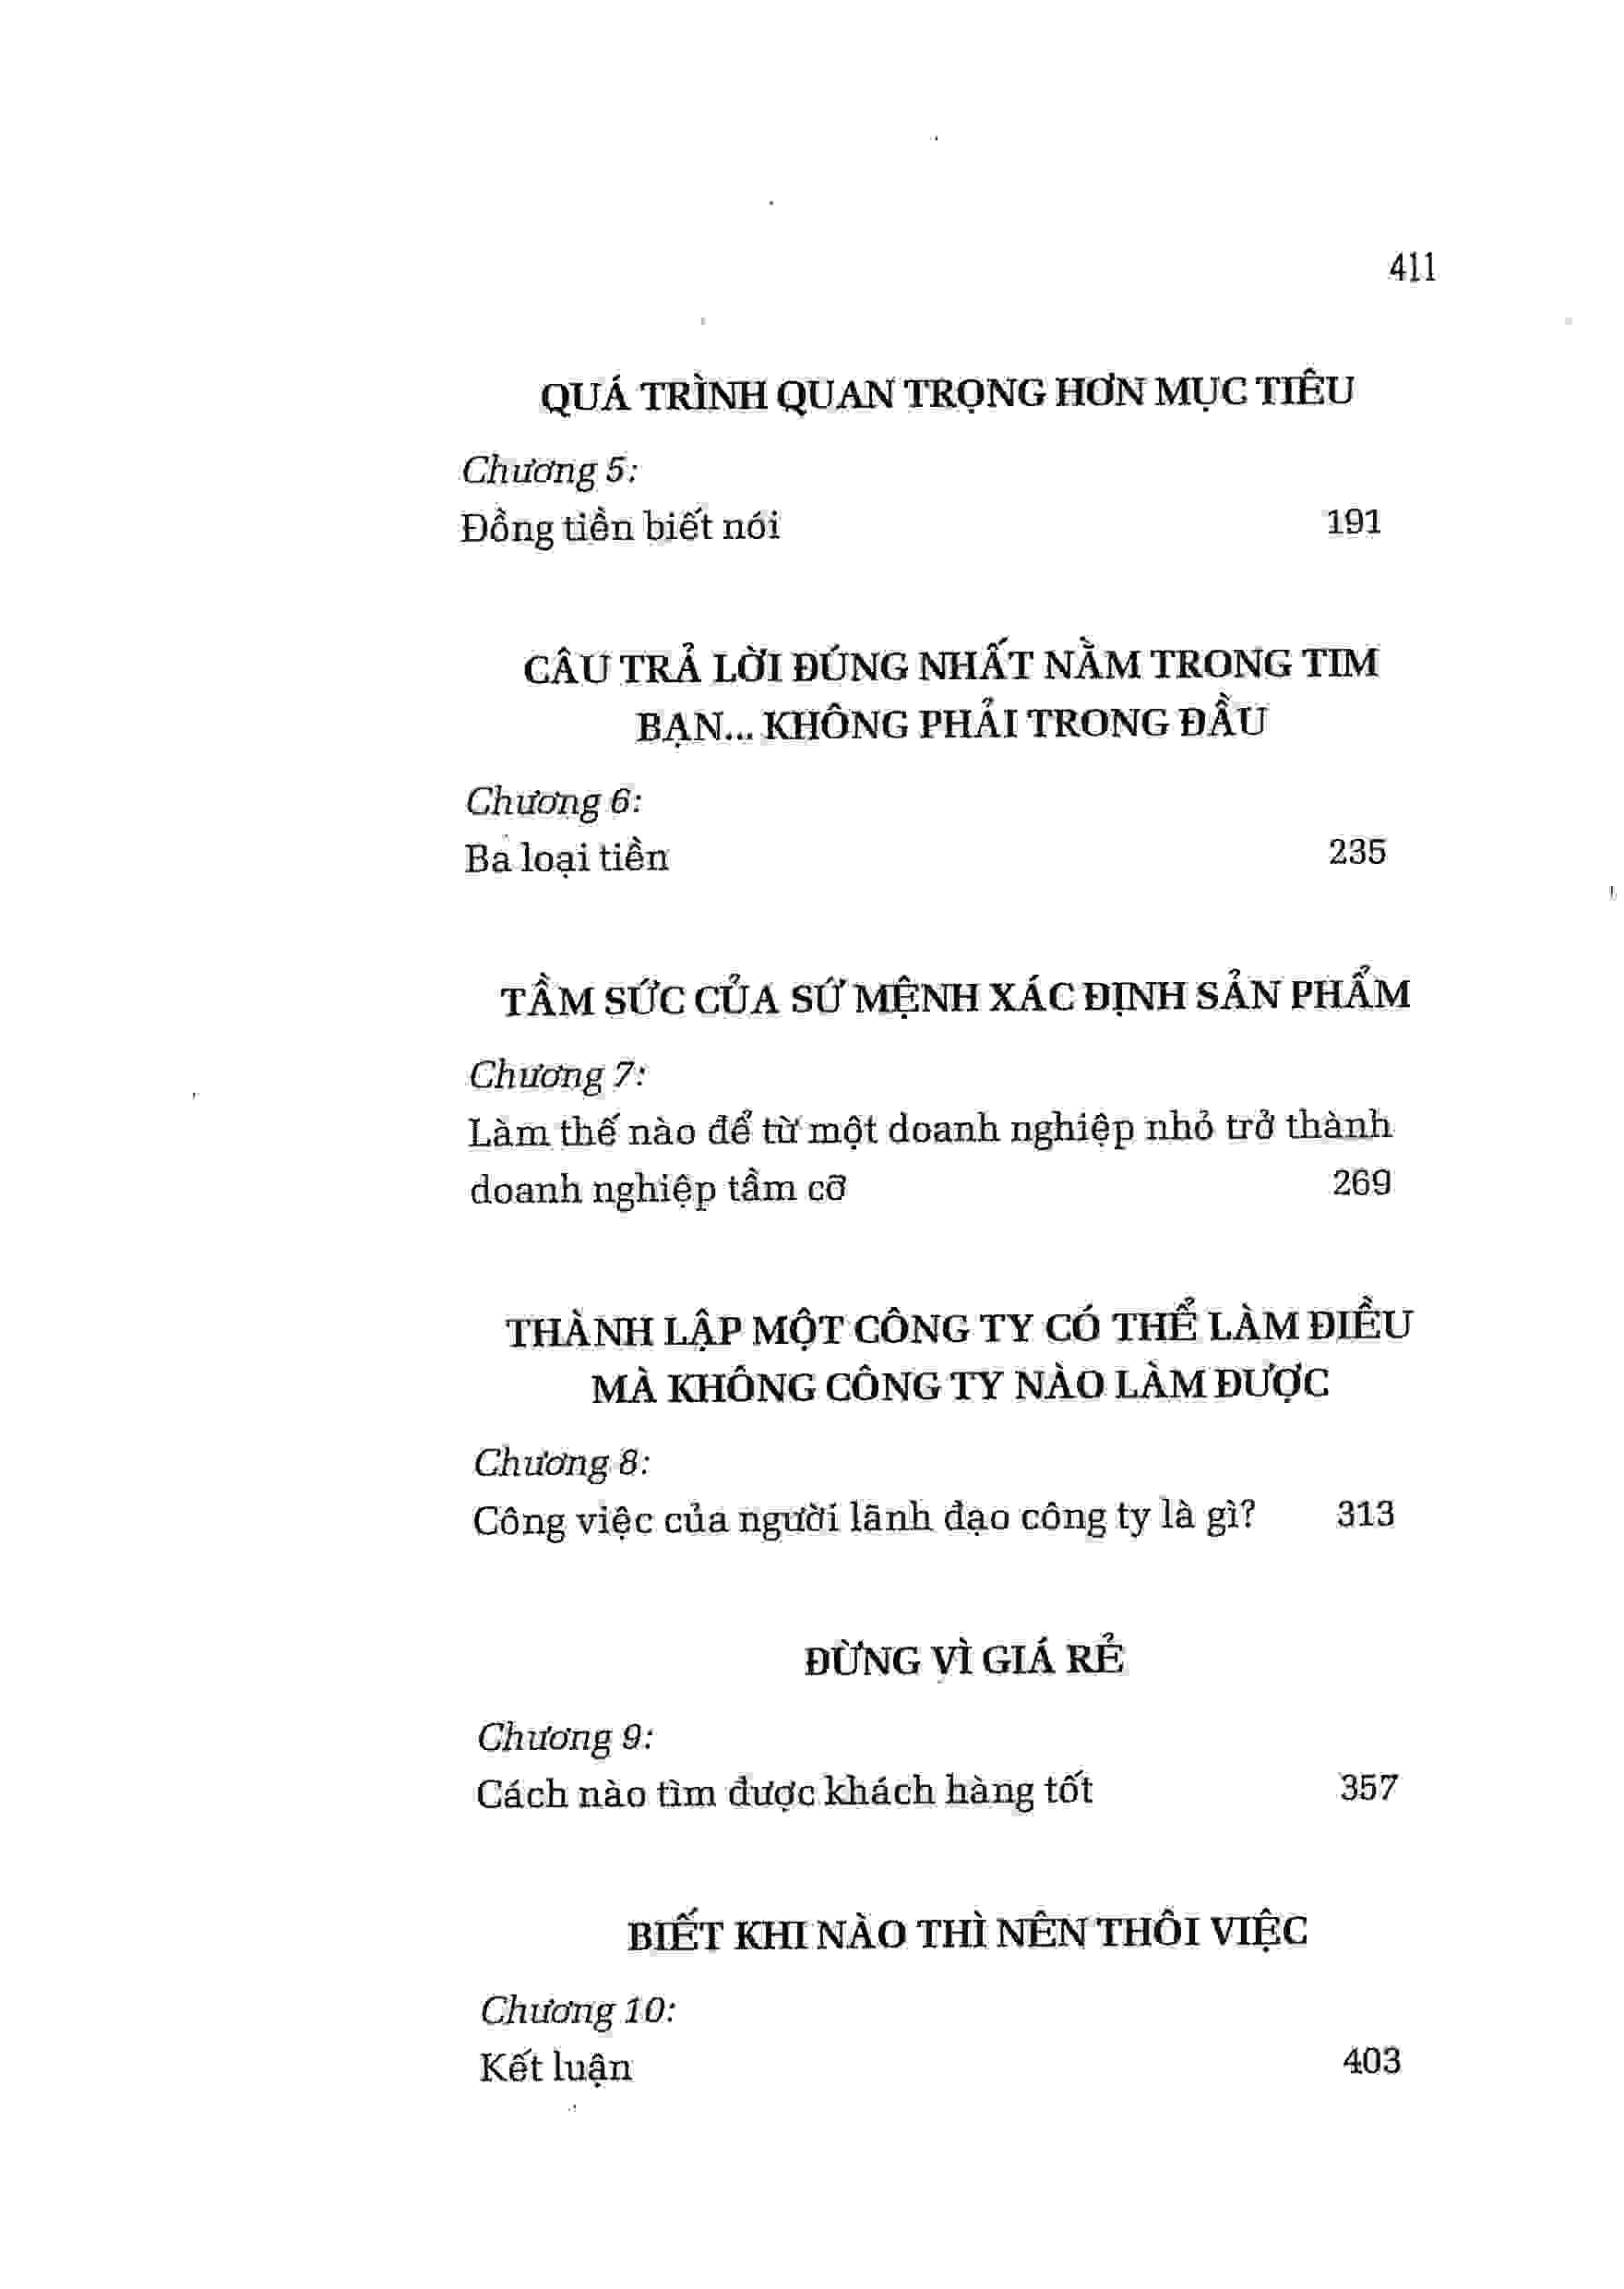 411
QUÁ TRÌNH QUAN TRỌNG HƠN MỤC TIÊU
Chương 5:
Đồng tiền biết nói 191
CÂU TRẢ LỜI ĐÚNG NHẤT NẰM TRONG TIM
BẠN... KHÔNG PHẢI TRONG ĐẦU
Chương 6:
Ba loại tiền 235
TẦM SỨC CỦA SỨ MỆNH XÁC ĐỊNH SẢN PHẨM
Chương 7:
Làm thế nào để từ một doanh nghiệp nhỏ trở thành
doanh nghiệp tầm cỡ 269
THÀNH LẬP MỘT CÔNG TY CÓ THỂ LÀM ĐIỀU
MÀ KHÔNG CÔNG TY NÀO LÀM ĐƯỢC
Chương 8:
Công việc của người lãnh đạo công ty là gì? 313
ĐỪNG VÌ GIÁ RẺ
Chương 9:
Cách nào tìm được khách hàng tốt 357
BIẾT KHI NÀO THÌ NÊN THÔI VIỆC
Chương 10:
Kết luận 403